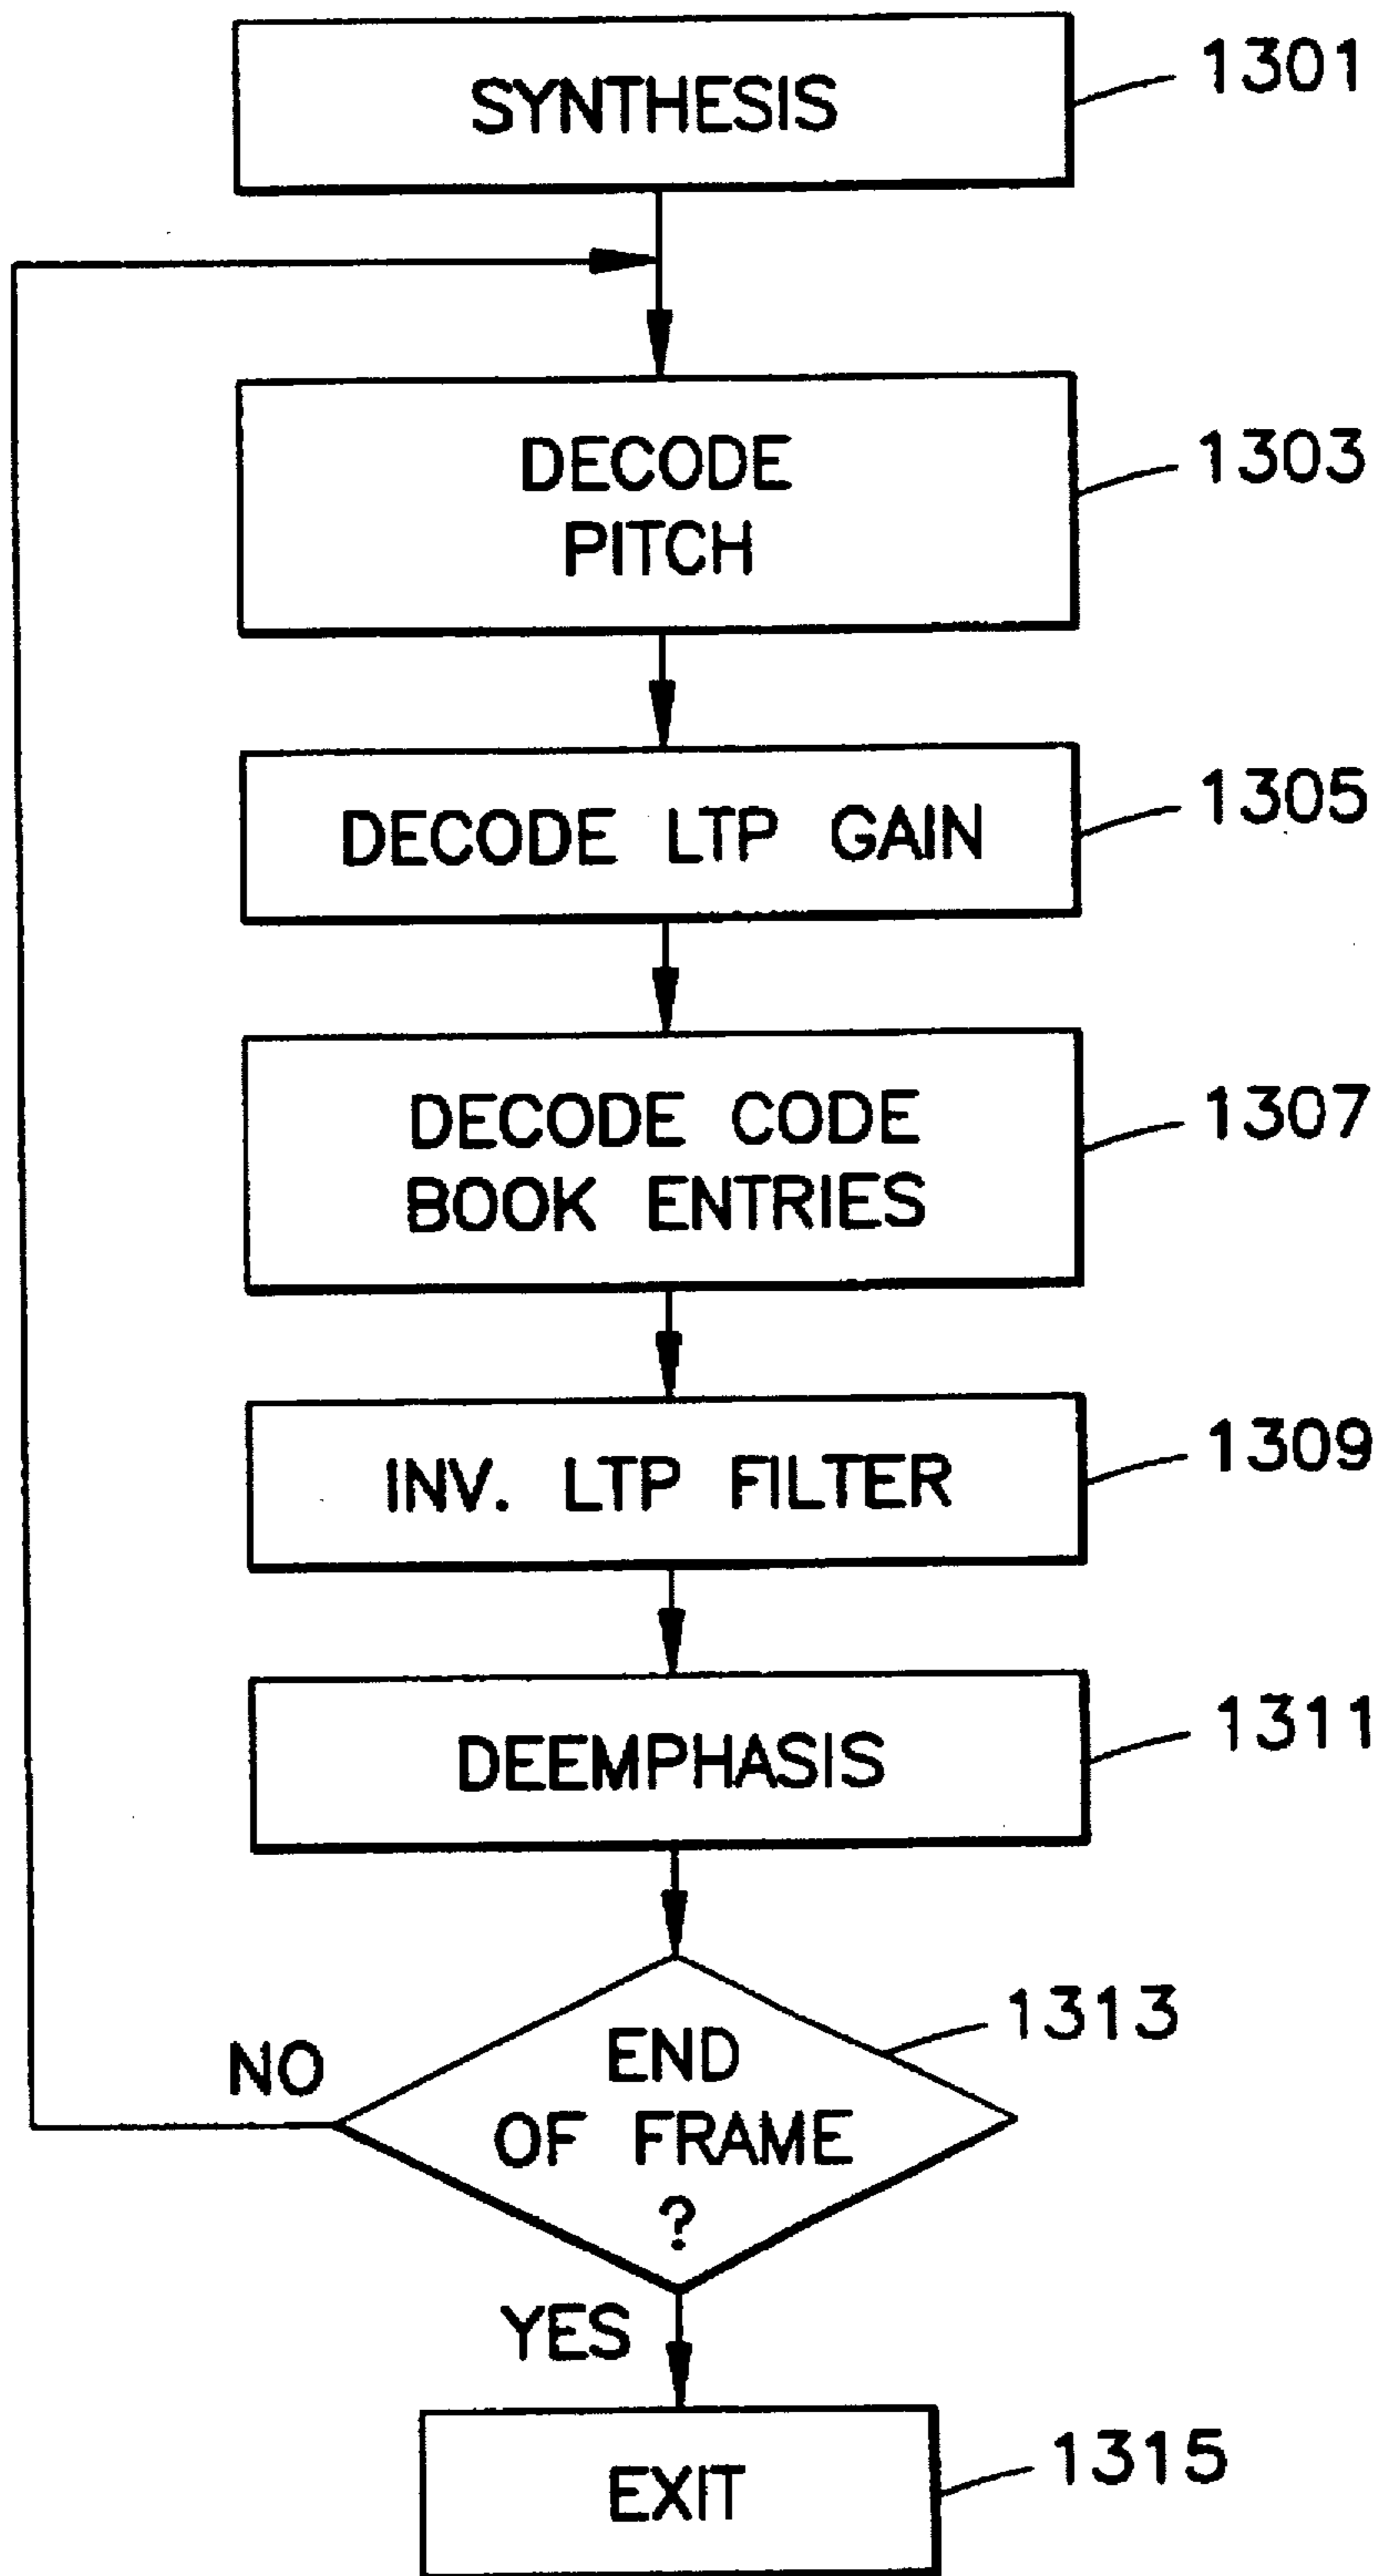 SYNTHESIS
1301
DECODE
PITCH
1303
DECODE LTP GAIN
1305
DECODE CODE
BOOK ENTRIES
1307
INV. LTP FILTER
1309
DEEMPHASIS
1311
END
OF FRAME
?
1313
NO
YES
EXIT
1315